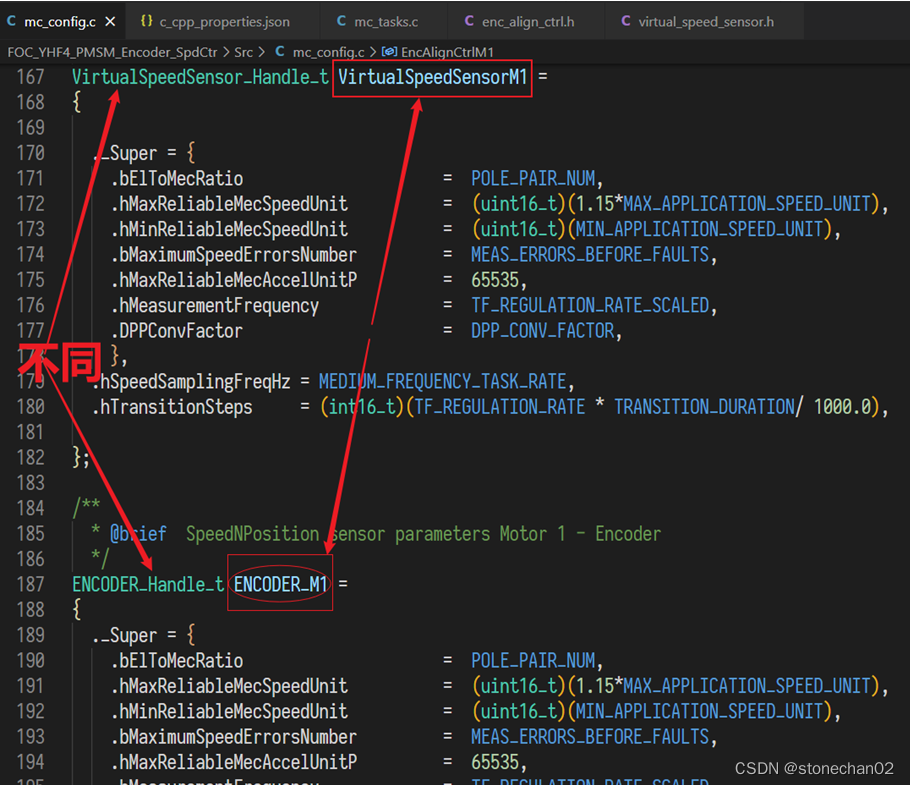 mc_config.c
c_cpp_properties.json
mc_tasks.c
enc_align_ctrl.h
virtual_speed_sensor.h
FOC_YHF4_PMSM_Encoder_SpdCtr > Src > mc_config.c > EncAlignCtrlM1
167 VirtualSpeedSensor_Handle_t VirtualSpeedSensorM1 =
168 {
169
170 ._Super = {
171 .bElToMecRatio = POLE_PAIR_NUM,
172 .hMaxReliableMecSpeedUnit = (uint16_t)(1.15*MAX_APPLICATION_SPEED_UNIT),
173 .hMinReliableMecSpeedUnit = (uint16_t)(MIN_APPLICATION_SPEED_UNIT),
174 .bMaximumSpeedErrorsNumber = MEAS_ERRORS_BEFORE_FAULTS,
175 .hMaxReliableMecAccelUnitP = 65535,
176 .hMeasurementFrequency = TF_REGULATION_RATE_SCALED,
177 .DPPConvFactor = DPP_CONV_FACTOR,
不同
178 },
179 .hSpeedSamplingFreqHz = MEDIUM_FREQUENCY_TASK_RATE,
180 .hTransitionSteps = (int16_t)(TF_REGULATION_RATE * TRANSITION_DURATION/ 1000.0),
181
182 };
183
184 /**
185 * @brief SpeedNPosition sensor parameters Motor 1 - Encoder
186 */
187 ENCODER_Handle_t ENCODER_M1 =
188 {
189 ._Super = {
190 .bElToMecRatio = POLE_PAIR_NUM,
191 .hMaxReliableMecSpeedUnit = (uint16_t)(1.15*MAX_APPLICATION_SPEED_UNIT),
192 .hMinReliableMecSpeedUnit = (uint16_t)(MIN_APPLICATION_SPEED_UNIT),
193 .bMaximumSpeedErrorsNumber = MEAS_ERRORS_BEFORE_FAULTS,
194 .hMaxReliableMecAccelUnitP = 65535,
195 .hMeasurementFrequency = TF_REGULATION_RATE_SCALED
CSDN @stonechan02